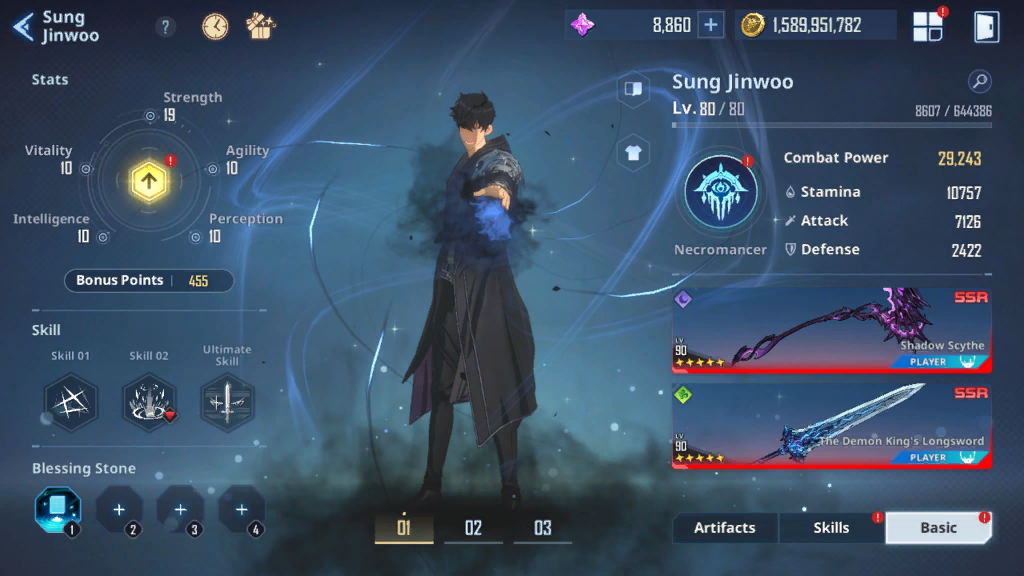 Sung
Jinwoo
?
8,860
+
1,589,951,782
!
Stats
Strength
19
Vitality
10
Agility
10
!
Intelligence
10
Perception
10
Bonus Points
455
Skill
Skill 01
Skill 02
Ultimate
Skill
Blessing Stone
1
+
2
+
3
+
4
01
02
03
Sung Jinwoo
Lv. 80 / 80
8607 / 644386
!
Necromancer
Combat Power
29,243
Stamina
10757
Attack
7126
Defense
2422
SSR
LV
90
Shadow Scythe
PLAYER
SSR
LV
90
The Demon King's Longsword
PLAYER
Artifacts
Skills
!
Basic
!